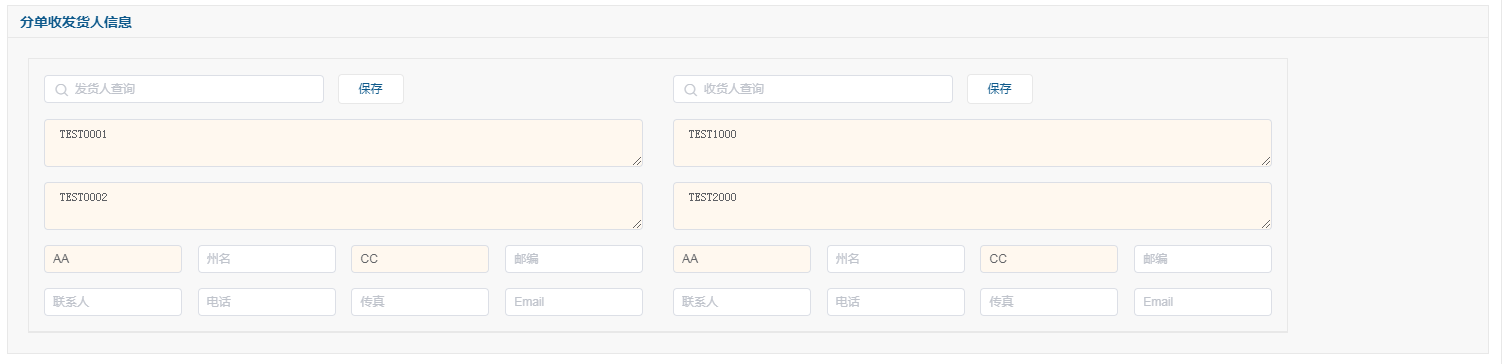 分单收发货人信息
发货人查询 保存 收货人查询 保存
TEST0001 TEST1000
TEST0002 TEST2000
AA 州名 CC 邮编 AA 州名 CC 邮编
联系人 电话 传真 Email 联系人 电话 传真 Email